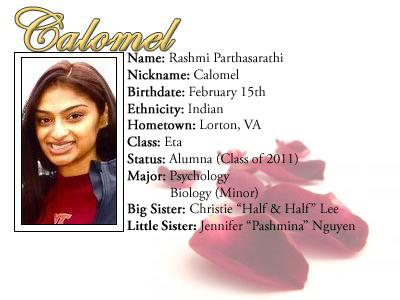 Calomel
Name: Rashmi Parthasarathi
Nickname: Calomel
Birthdate: February 15th
Ethnicity: Indian
Hometown: Lorton, VA
Class: Eta
Status: Alumna (Class of 2011)
Major: Psychology
Biology (Minor)
Big Sister: Christie “Half & Half” Lee
Little Sister: Jennifer “Pashmina” Nguyen